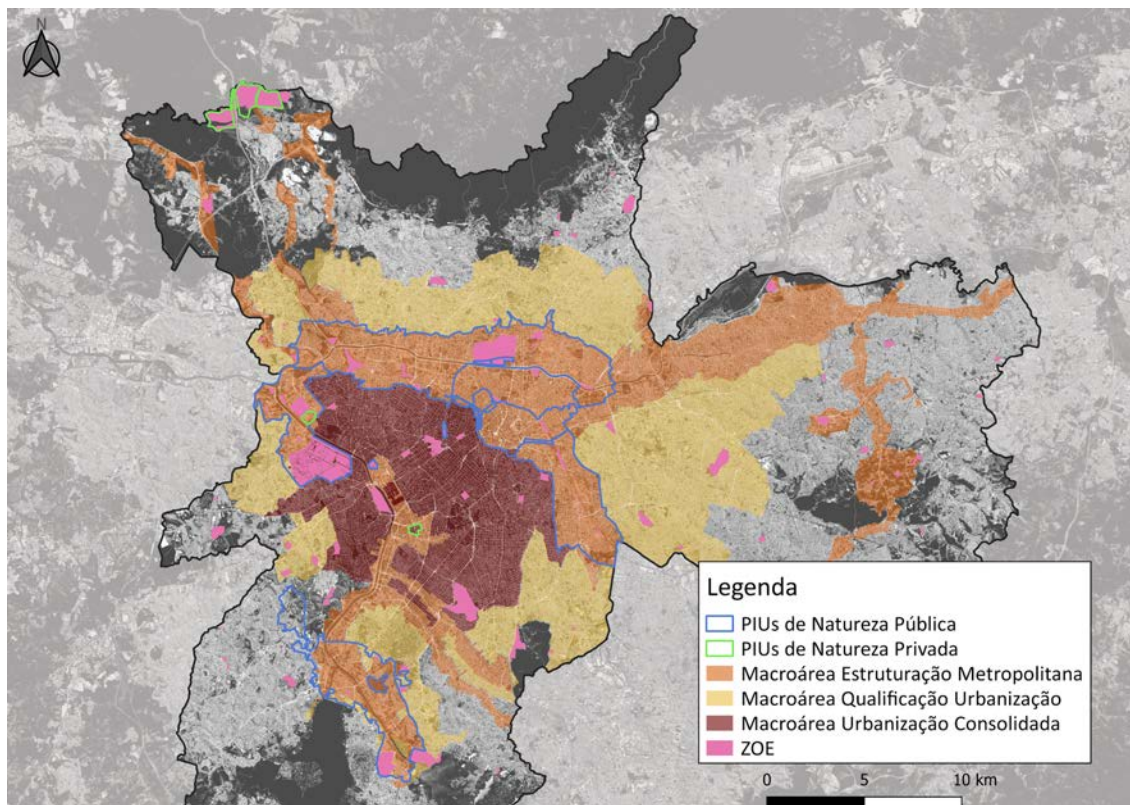 N
Legenda
PIUs de Natureza Pública
PIUs de Natureza Privada
Macroárea Estruturação Metropolitana
Macroárea Qualificação Urbanização
Macroárea Urbanização Consolidada
ZOE
0 5 10 km